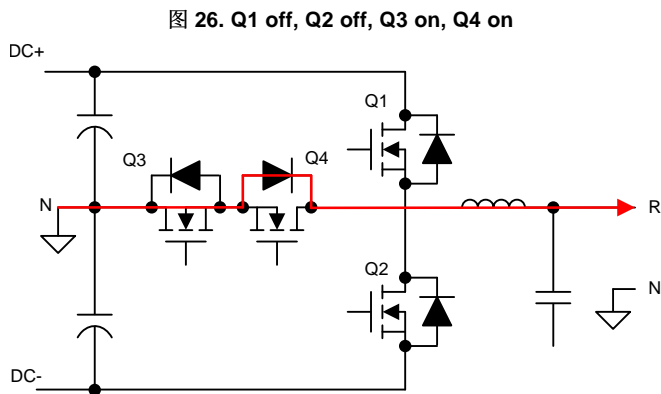 图 26. Q1 off, Q2 off, Q3 on, Q4 on
DC+
Q1
Q3
Q4
N
R
Q2
N
DC-